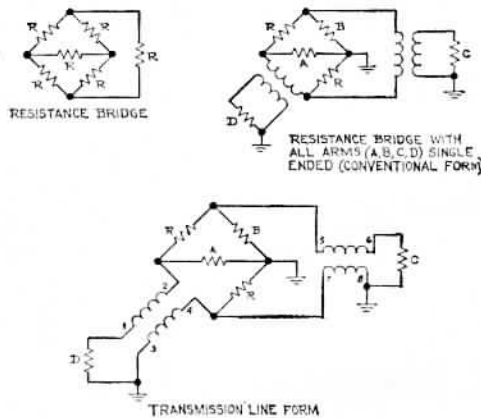 R
R
R
R
R
R
RESISTANCE BRIDGE
R
B
A
R
D
C
RESISTANCE BRIDGE WITH
ALL ARMS (A,B,C,D) SINGLE
ENDED (CONVENTIONAL FORM)
R
B
A
R
5
6
7
8
C
2
1
4
3
D
TRANSMISSION LINE FORM